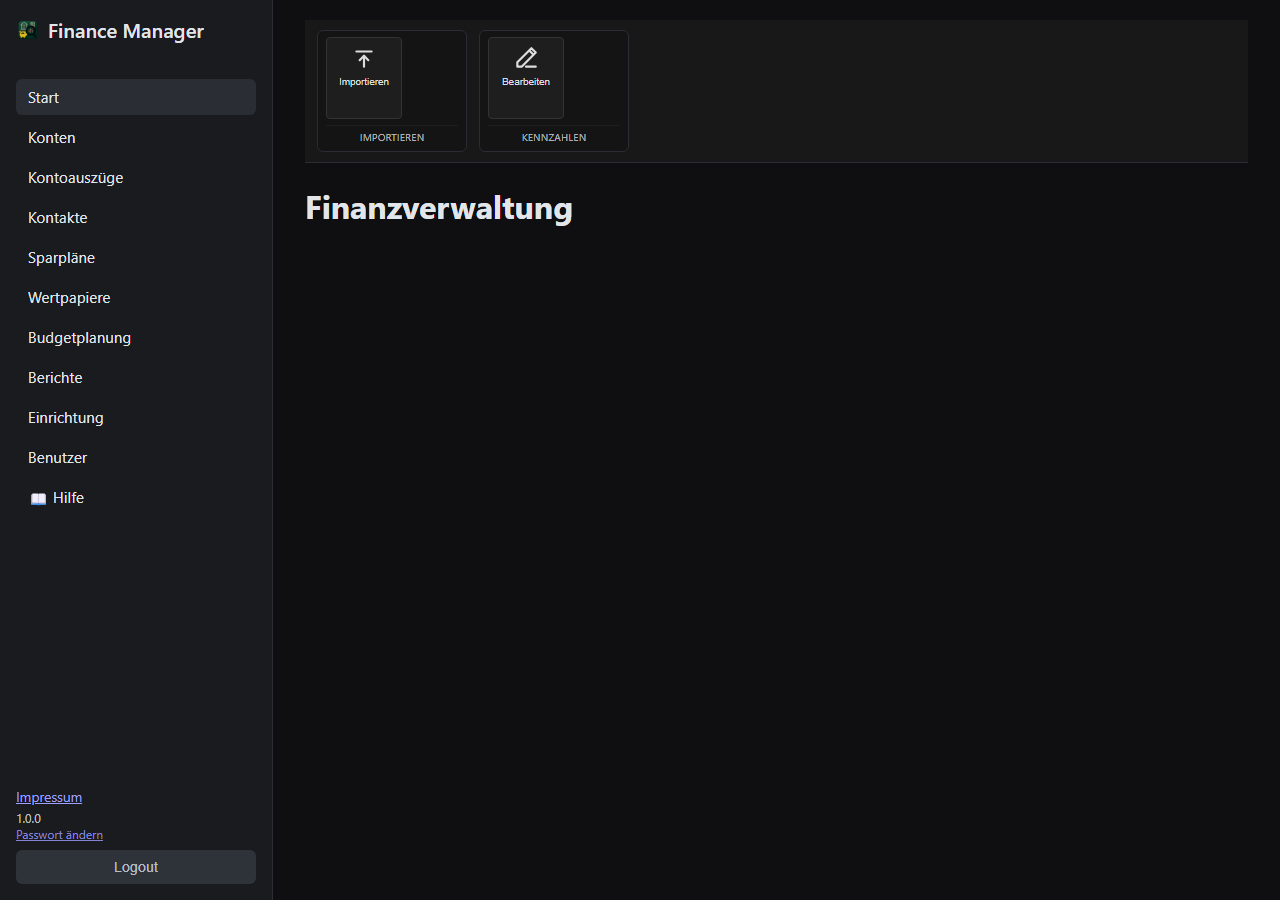 Finance Manager
Start
Konten
Kontoauszüge
Kontakte
Sparpläne
Wertpapiere
Budgetplanung
Berichte
Einrichtung
Benutzer
Hilfe
Impressum
1.0.0
Passwort ändern
Logout
Importieren
IMPORTIEREN
Bearbeiten
KENNZAHLEN
Finanzverwaltung